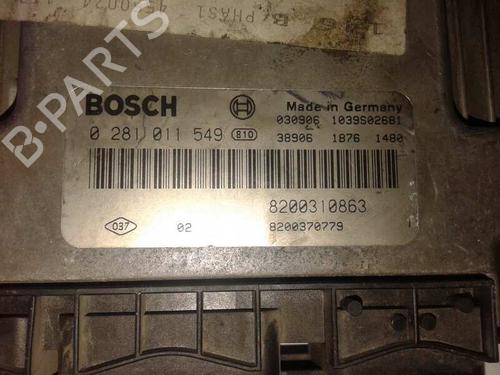 B-PARTS
BOSCH
Made in Germany
030906 1039S02681
0 281 011 549 810
38906 1876 1480
8200310863
037 02 8200370779